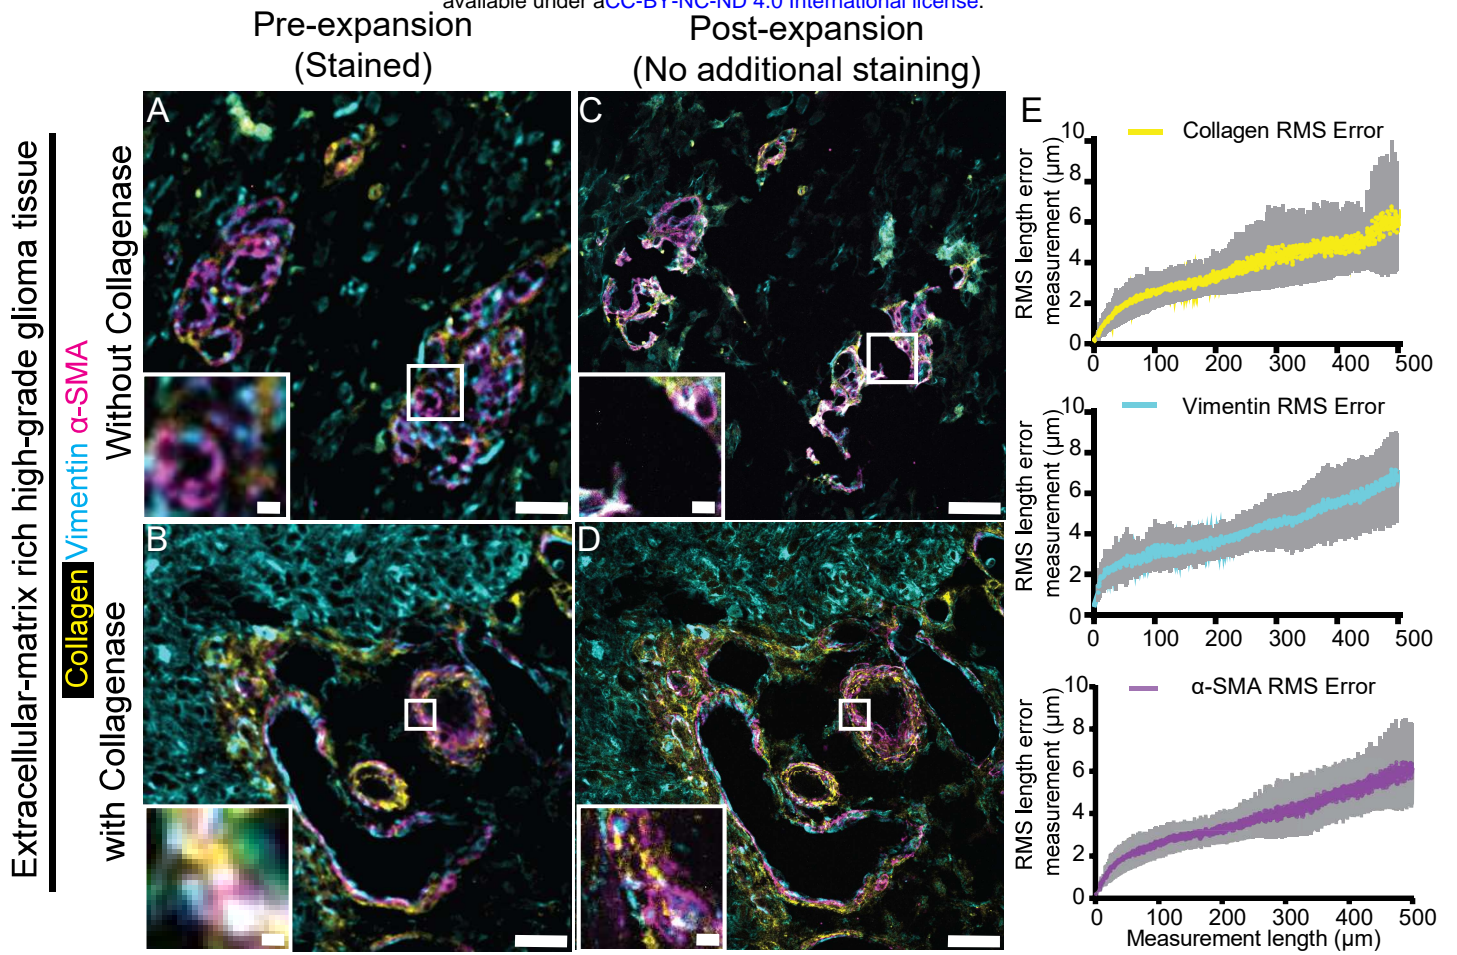 available under aCC-BY-NC-ND 4.0 International license.
Pre-expansion
(Stained)
Post-expansion
(No additional staining)
Extracellular-matrix rich high-grade glioma tissue
Collagen Vimentin α-SMA
Without Collagenase
with Collagenase
A
C
B
D
E
Collagen RMS Error
RMS length error
measurement (µm)
10
8
6
4
2
0
0 100 200 300 400 500
Vimentin RMS Error
RMS length error
measurement (µm)
10
8
6
4
2
0
0 100 200 300 400 500
α-SMA RMS Error
RMS length error
measurement (µm)
10
8
6
4
2
0
0 100 200 300 400 500
Measurement length (µm)